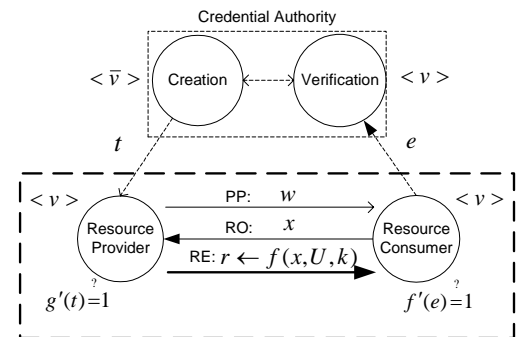 Credential Authority
< v̄ >
Creation
Verification
< v >
t
e
< v >
PP: w
< v >
Resource Provider
RO: x
Resource Consumer
RE: r ← f(x,U,k)
g'(t)=1
?
f'(e)=1
?